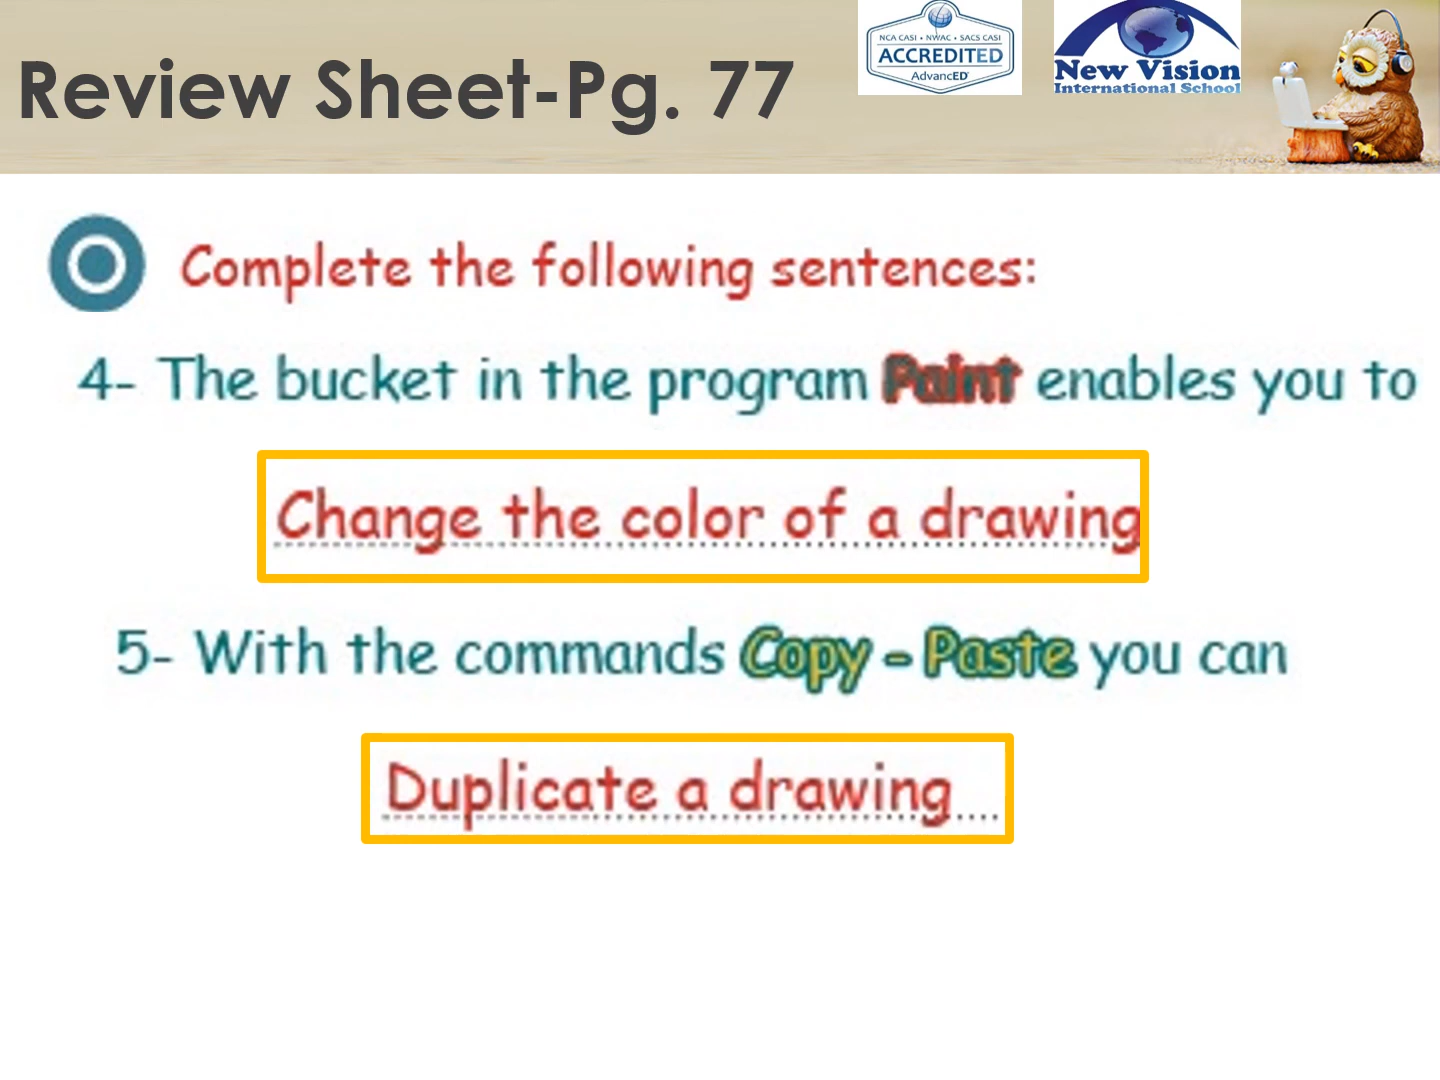 Review Sheet-Pg. 77
NCA CASI • NWAC • SACS CASI
ACCREDITED
AdvancED
New Vision
International School
Complete the following sentences:
4- The bucket in the program Paint enables you to
Change the color of a drawing
5- With the commands Copy - Paste you can
Duplicate a drawing....